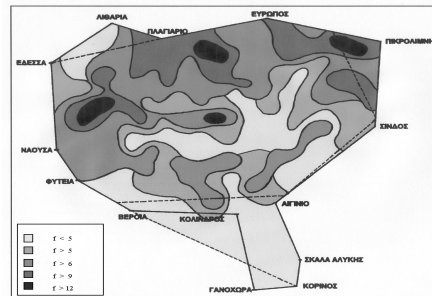 ΛΙΘΑΡΙΑ
ΠΛΑΓΙΑΡΙΟ
ΕΥΡΩΠΟΣ
ΠΙΚΡΟΛΙΜΝΗ
ΕΔΕΣΣΑ
ΣΙΝΔΟΣ
ΝΑΟΥΣΑ
ΦΥΤΕΙΑ
ΒΕΡΟΙΑ
ΚΟΛΙΝΔΡΟΣ
ΑΙΓΙΝΙΟ
ΣΚΑΛΑ ΑΛΥΚΗΣ
ΓΑΝΟΧΩΡΑ
ΚΟΡΙΝΟΣ
f < 5
f > 5
f > 6
f > 9
f > 12